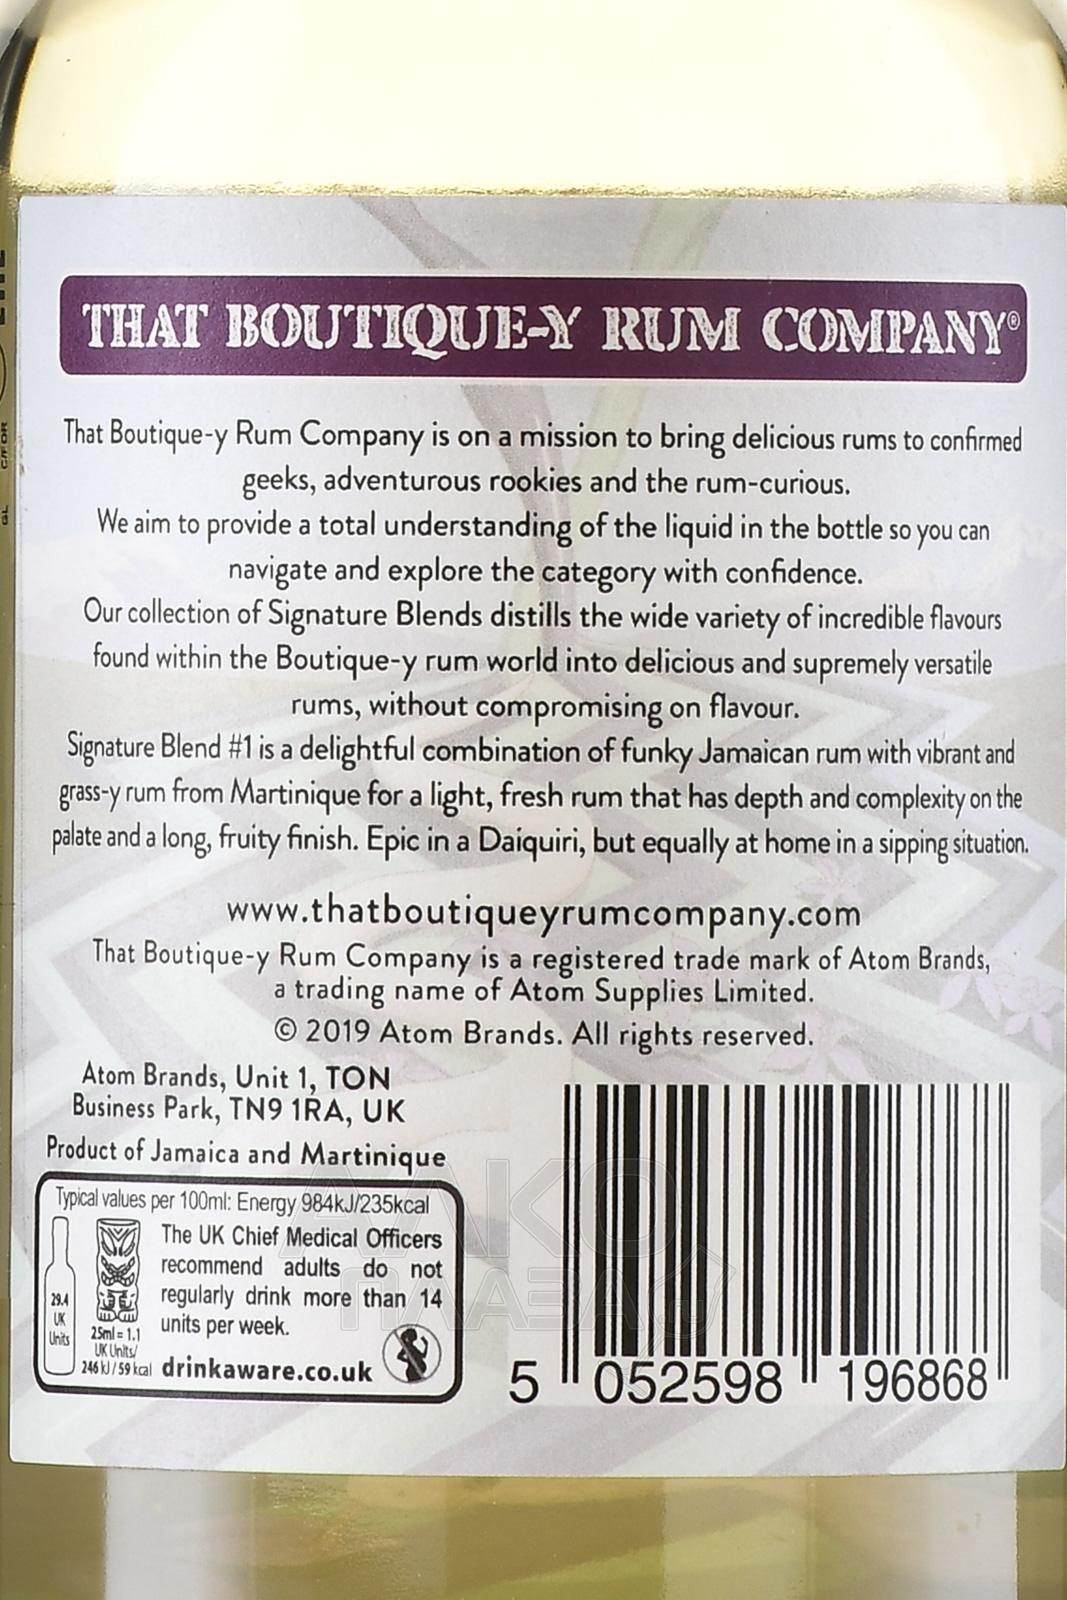 THAT BOUTIQUE-Y RUM COMPANY®
That Boutique-y Rum Company is on a mission to bring delicious rums to confirmed
geeks, adventurous rookies and the rum-curious.
We aim to provide a total understanding of the liquid in the bottle so you can
navigate and explore the category with confidence.
Our collection of Signature Blends distills the wide variety of incredible flavours
found within the Boutique-y rum world into delicious and supremely versatile
rums, without compromising on flavour.
Signature Blend #1 is a delightful combination of funky Jamaican rum with vibrant and
grass-y rum from Martinique for a light, fresh rum that has depth and complexity on the
palate and a long, fruity finish. Epic in a Daiquiri, but equally at home in a sipping situation.
www.thatboutiqueyrumcompany.com
That Boutique-y Rum Company is a registered trade mark of Atom Brands,
a trading name of Atom Supplies Limited.
© 2019 Atom Brands. All rights reserved.
Atom Brands, Unit 1, TON
Business Park, TN9 1RA, UK
Product of Jamaica and Martinique
Typical values per 100ml: Energy 984kJ/235kcal
29.4
UK
Units
25ml = 1.1
UK Units/
246 kJ / 59 kcal
The UK Chief Medical Officers
recommend adults do not
regularly drink more than 14
units per week.
drinkaware.co.uk
5 052598 196868
АЛКО
ПЛАЗА